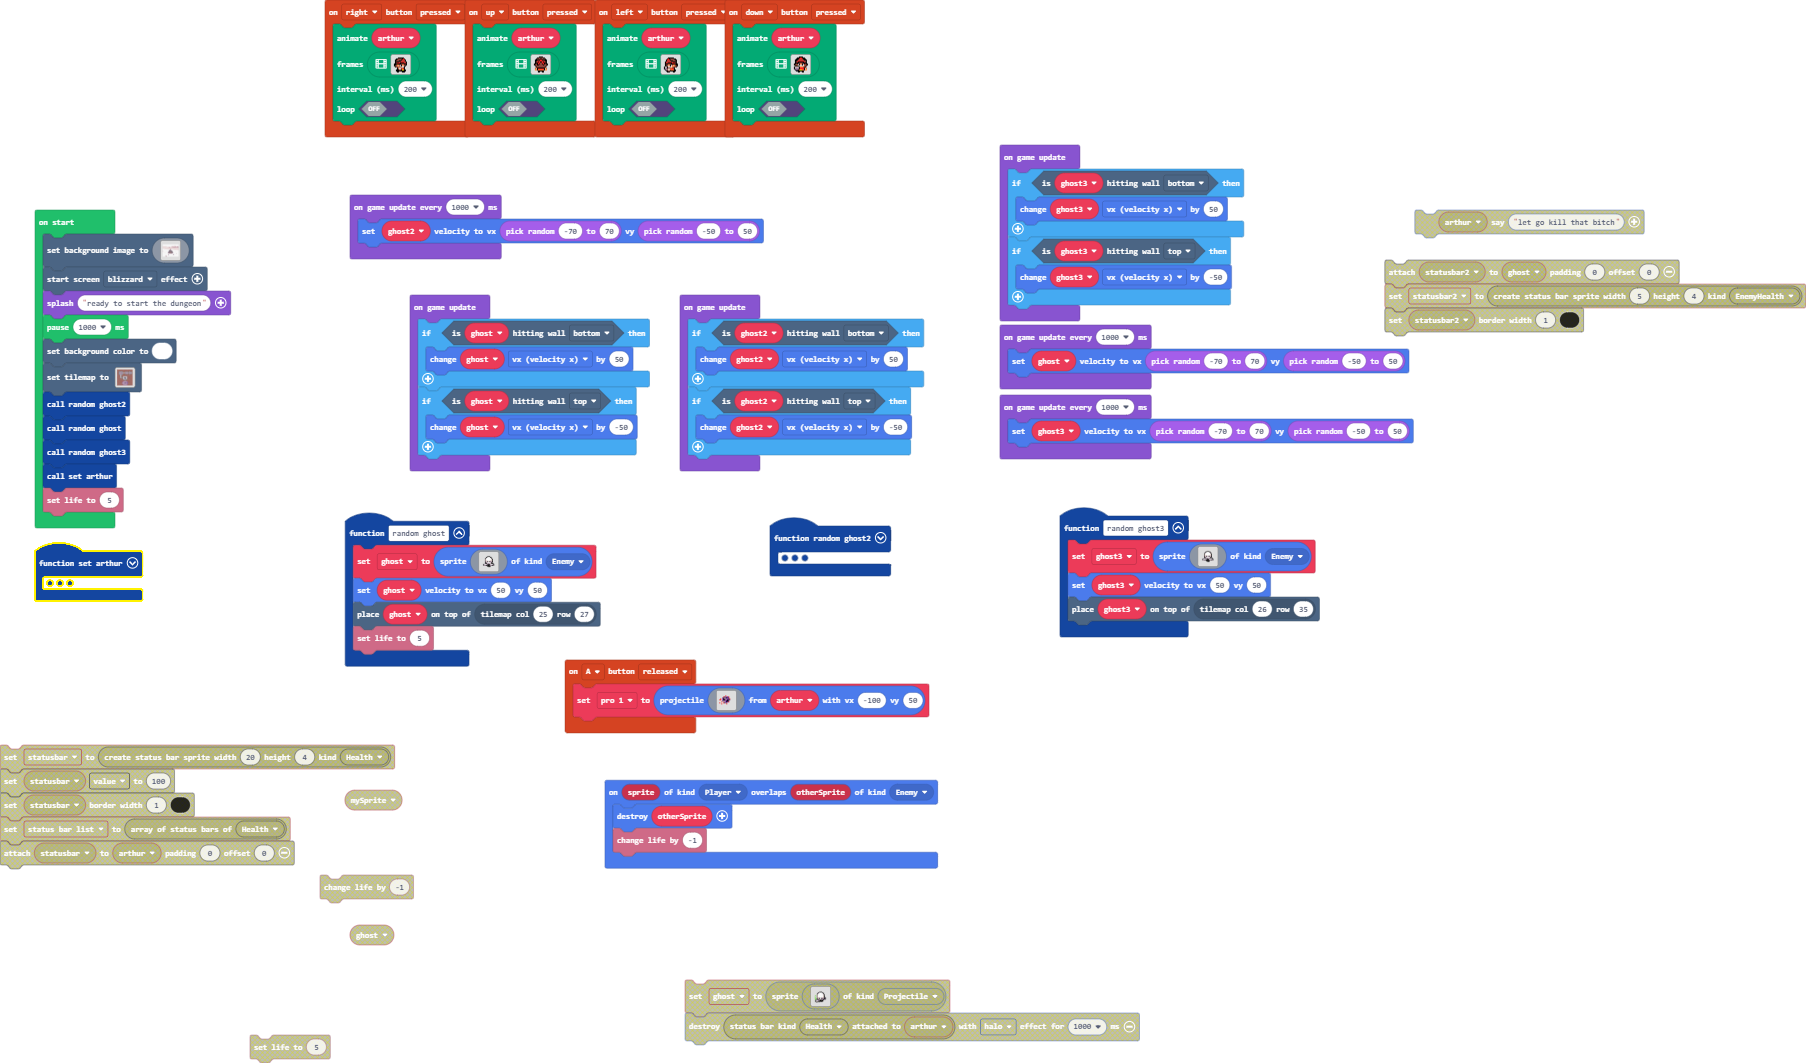 on right button pressed
animate arthur
frames
interval (ms) 200
loop OFF
on up button pressed
animate arthur
frames
interval (ms) 200
loop OFF
on left button pressed
animate arthur
frames
interval (ms) 200
loop OFF
on down button pressed
animate arthur
frames
interval (ms) 200
loop OFF
on start
set background image to
start screen blizzard effect
splash "ready to start the dungeon"
pause 1000 ms
set background color to
set tilemap to
call random ghost2
call random ghost
call random ghost3
call set arthur
set life to 5
function set arthur
on game update every 1000 ms
set ghost2 velocity to vx pick random -70 to 70 vy pick random -50 to 50
on game update
if is ghost hitting wall bottom then
change ghost vx (velocity x) by 50
if is ghost hitting wall top then
change ghost vx (velocity x) by -50
on game update
if is ghost2 hitting wall bottom then
change ghost2 vx (velocity x) by 50
if is ghost2 hitting wall top then
change ghost2 vx (velocity x) by -50
on game update
if is ghost3 hitting wall bottom then
change ghost3 vx (velocity x) by 50
if is ghost3 hitting wall top then
change ghost3 vx (velocity x) by -50
on game update every 1000 ms
set ghost velocity to vx pick random -70 to 70 vy pick random -50 to 50
on game update every 1000 ms
set ghost3 velocity to vx pick random -70 to 70 vy pick random -50 to 50
arthur say "let go kill that bitch"
attach statusbar2 to ghost padding 0 offset 0
set statusbar2 to create status bar sprite width 5 height 4 kind EnemyHealth
set statusbar2 border width 1
function random ghost
set ghost to sprite of kind Enemy
set ghost velocity to vx 50 vy 50
place ghost on top of tilemap col 25 row 27
set life to 5
function random ghost2
function random ghost3
set ghost3 to sprite of kind Enemy
set ghost3 velocity to vx 50 vy 50
place ghost3 on top of tilemap col 26 row 35
on A button released
set pro 1 to projectile from arthur with vx -100 vy 50
set statusbar to create status bar sprite width 20 height 4 kind Health
set statusbar value to 100
set statusbar border width 1
set status bar list to array of status bars of Health
attach statusbar to arthur padding 0 offset 0
mySprite
on sprite of kind Player overlaps otherSprite of kind Enemy
destroy otherSprite
change life by -1
change life by -1
ghost
set ghost to sprite of kind Projectile
destroy status bar kind Health attached to arthur with halo effect for 1000 ms
set life to 5